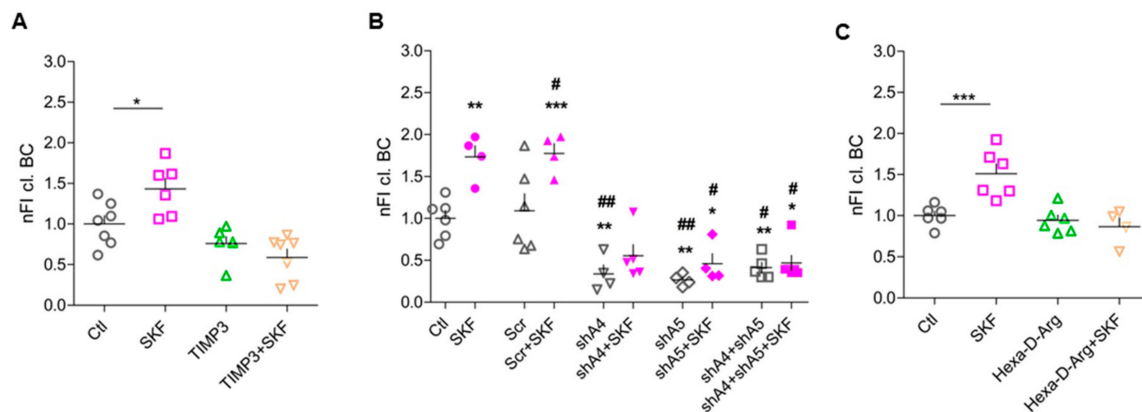 A
nFI cl. BC
3.0
2.5
2.0
1.5
1.0
0.5
0.0
*
Ctl
SKF
TIMP3
TIMP3+SKF
B
nFI cl. BC
3.0
2.5
2.0
1.5
1.0
0.5
0.0
**
#
***
##
**
##
**
#
*
#
**
#
*
Ctl
SKF
Scr
Scr+SKF
shA4
shA4+SKF
shA5
shA5+SKF
shA4+shA5
shA4+shA5+SKF
C
nFI cl. BC
3.0
2.5
2.0
1.5
1.0
0.5
0.0
***
Ctl
SKF
Hexa-D-Arg
Hexa-D-Arg+SKF